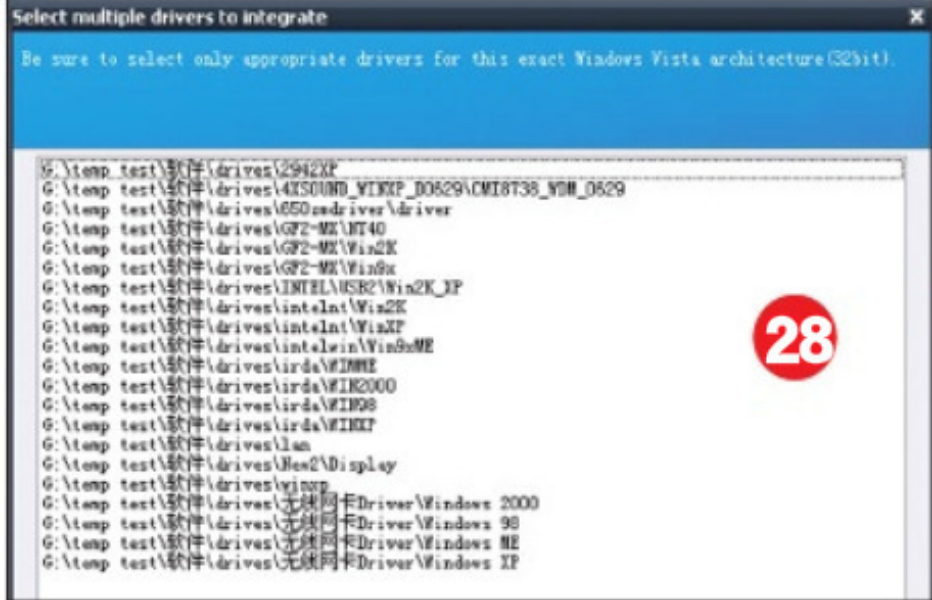 Select multiple drivers to integrate
Be sure to select only appropriate drivers for this exact Windows Vista architecture(32bit).
G:\temp test\软件\drives\2942XP
G:\temp test\软件\drives\4XSOUND_WINXP_D0629\CMI8738_WDM_0629
G:\temp test\软件\drives\650smdriver\driver
G:\temp test\软件\drives\GF2-MX\NT40
G:\temp test\软件\drives\GF2-MX\Win2K
G:\temp test\软件\drives\GF2-MX\Win9x
G:\temp test\软件\drives\INTEL\USB2\Win2K_XP
G:\temp test\软件\drives\intelnt\Win2K
G:\temp test\软件\drives\intelnt\WinXP
G:\temp test\软件\drives\intelwin\Win9xME
G:\temp test\软件\drives\irda\WINME
G:\temp test\软件\drives\irda\WIN2000
G:\temp test\软件\drives\irda\WIN98
G:\temp test\软件\drives\irda\WINXP
G:\temp test\软件\drives\lan
G:\temp test\软件\drives\New2\Display
G:\temp test\软件\drives\winxp
G:\temp test\软件\drives\无线网卡Driver\Windows 2000
G:\temp test\软件\drives\无线网卡Driver\Windows 98
G:\temp test\软件\drives\无线网卡Driver\Windows ME
G:\temp test\软件\drives\无线网卡Driver\Windows XP
28